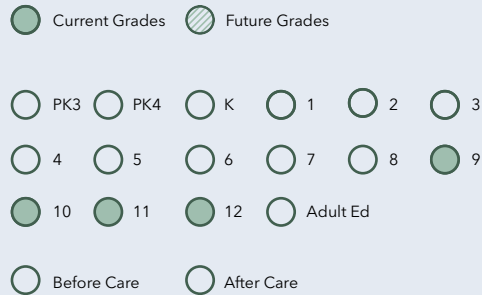 Current Grades Future Grades
PK3 PK4 K 1 2 3
4 5 6 7 8 9
10 11 12 Adult Ed
Before Care After Care